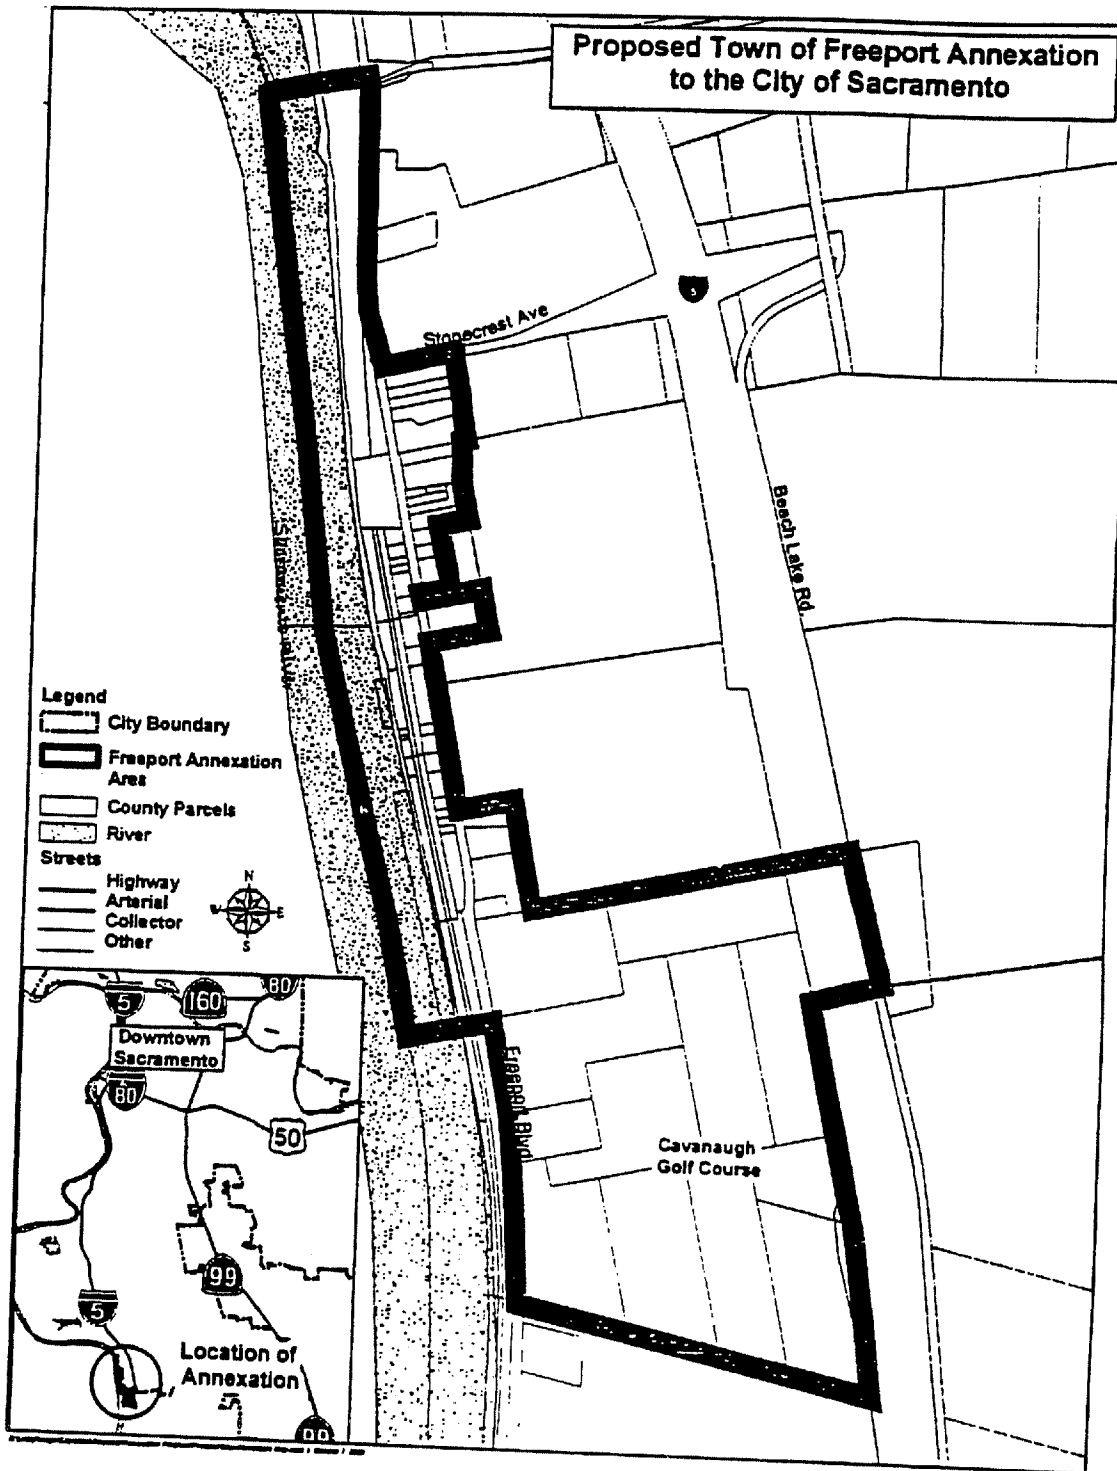 Proposed Town of Freeport Annexation
to the City of Sacramento
5
Stonecrest Ave
Beach Lake Rd.
Legend
City Boundary
Freeport Annexation
Area
County Parcels
River
Streets
Highway
Arterial
Collector
Other
N
W
E
S
Freeport Blvd
Cavanaugh
Golf Course
5
160
80
Downtown
Sacramento
80
50
99
5
Location of
Annexation
99